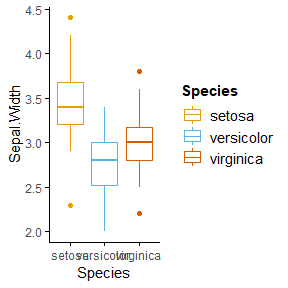 4.5
4.0
3.5
3.0
2.5
2.0
Sepal.Width
setosa versicolor virginica
Species
Species
setosa
versicolor
virginica